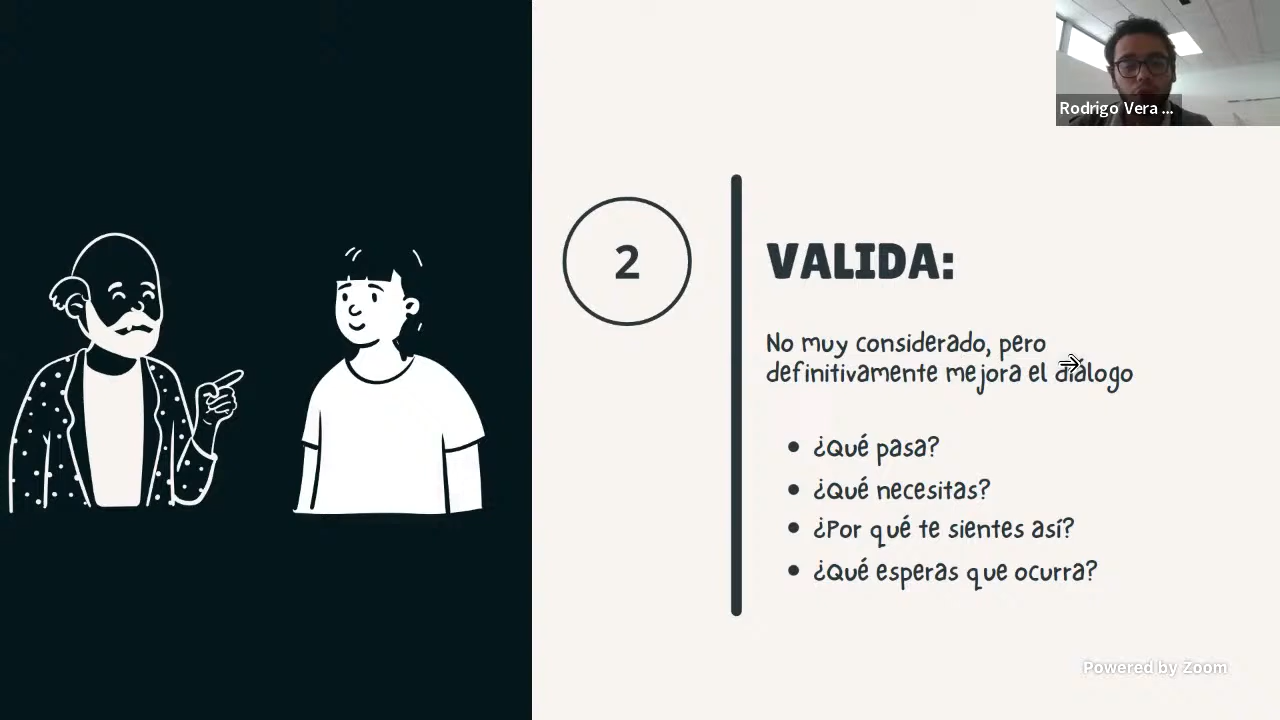 Rodrigo Vera ...
2
VALIDA:
No muy considerado, pero
definitivamente mejora el diálogo
• ¿Qué pasa?
• ¿Qué necesitas?
• ¿Por qué te sientes así?
• ¿Qué esperas que ocurra?
Powered by Zoom